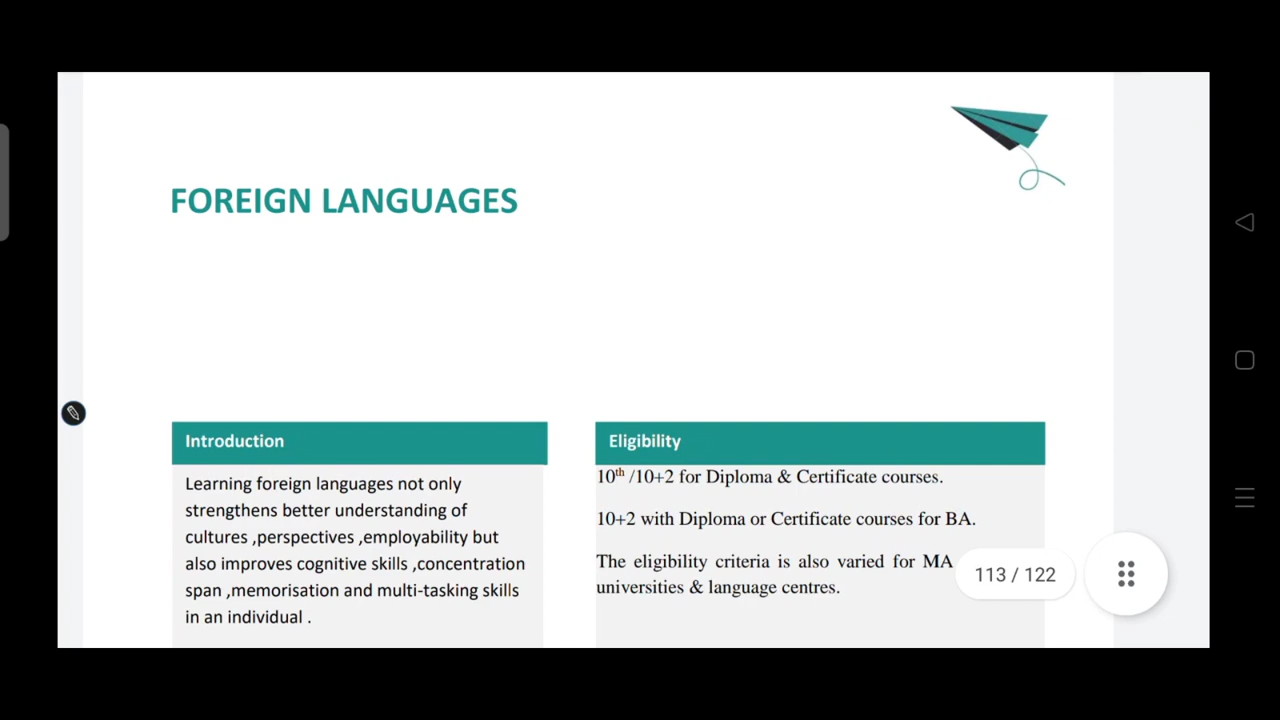 FOREIGN LANGUAGES
Introduction
Learning foreign languages not only
strengthens better understanding of
cultures ,perspectives ,employability but
also improves cognitive skills ,concentration
span ,memorisation and multi-tasking skills
in an individual .
Eligibility
10th /10+2 for Diploma & Certificate courses.
10+2 with Diploma or Certificate courses for BA.
The eligibility criteria is also varied for MA
universities & language centres.
113 / 122